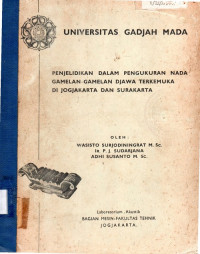 UNIVERSITAS GADJAH MADA
PENJELIDIKAN DALAM PENGUKURAN NADA
GAMELAN-GAMELAN DJAWA TERKEMUKA
DI JOGJAKARTA DAN SURAKARTA
OLEH :
WASISTO SURJODININGRAT M. Sc.
Ir. P. J. SUDARJANA
ADHI SUSANTO M. Sc.
Laboratorium Akustik
BAGIAN MESIN-FAKULTAS TEHNIK
JOGJAKARTA.